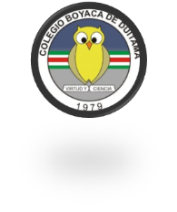 COLEGIO BOYACA DE DUITAMA
VIRTUD Y CIENCIA
1979